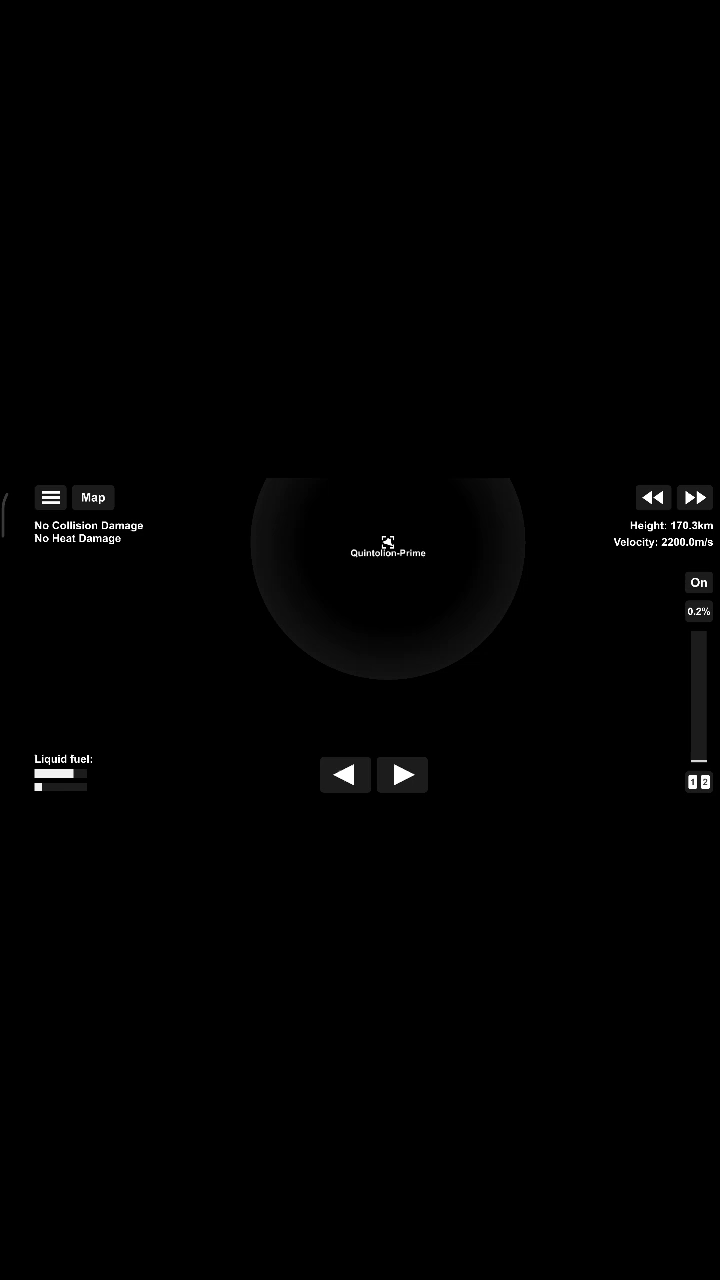 Map
No Collision Damage
No Heat Damage
Quintolion-Prime
Height: 170.3km
Velocity: 2200.0m/s
On
0.2%
Liquid fuel:
1 2